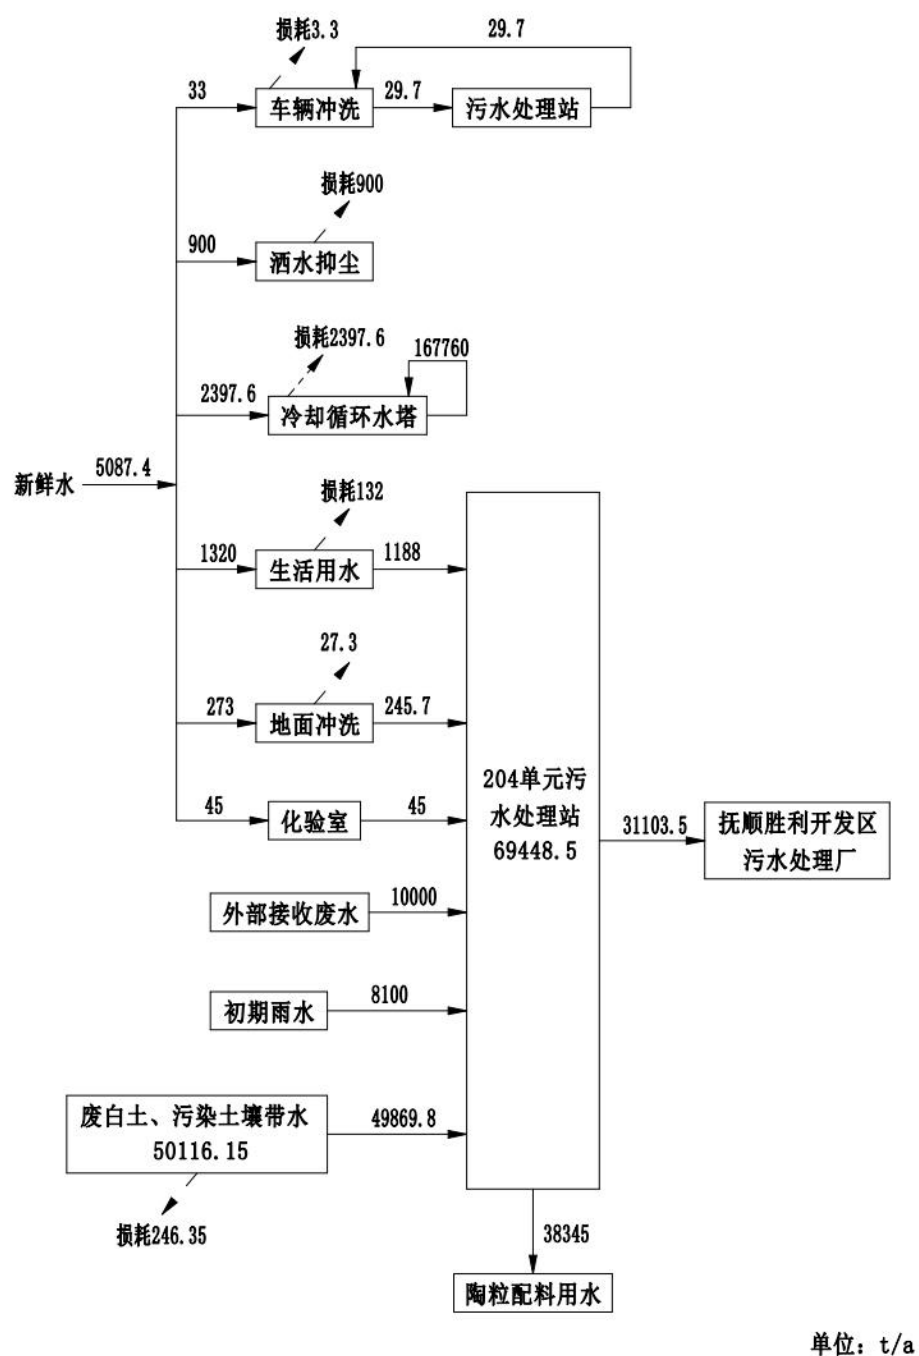 损耗3.3
29.7
33
车辆冲洗
29.7
污水处理站
损耗900
900
洒水抑尘
损耗2397.6
167760
2397.6
冷却循环水塔
新鲜水
5087.4
损耗132
1320
生活用水
1188
27.3
273
地面冲洗
245.7
204单元污
水处理站
69448.5
45
化验室
45
31103.5
抚顺胜利开发区
污水处理厂
外部接收废水
10000
初期雨水
8100
废白土、污染土壤带水
50116.15
49869.8
损耗246.35
38345
陶粒配料用水
单位: t/a